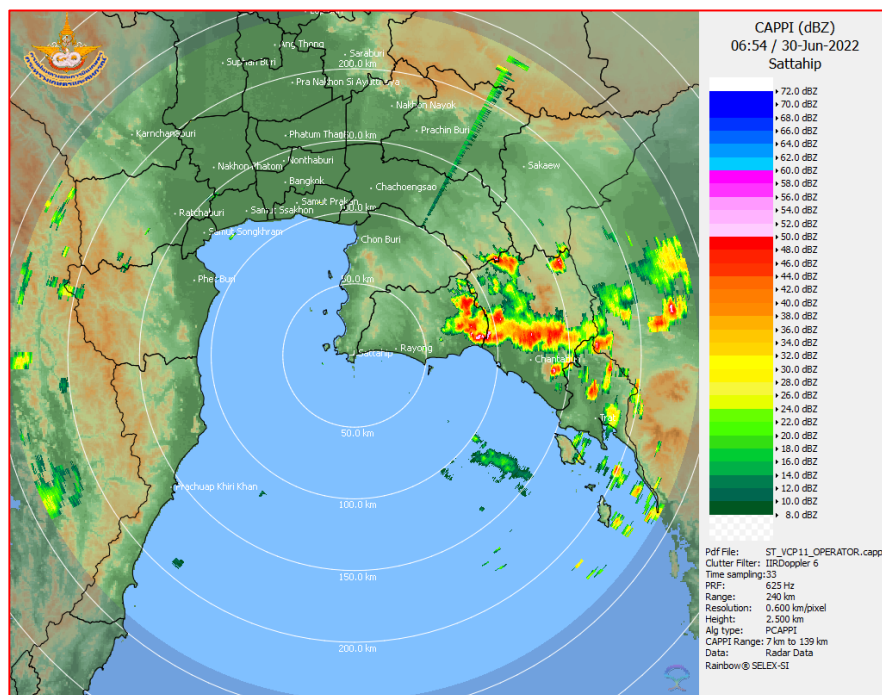 CAPPI (dBZ)
06:54 / 30-Jun-2022
Sattahip
72.0 dBZ
70.0 dBZ
68.0 dBZ
66.0 dBZ
64.0 dBZ
62.0 dBZ
60.0 dBZ
58.0 dBZ
56.0 dBZ
54.0 dBZ
52.0 dBZ
50.0 dBZ
48.0 dBZ
46.0 dBZ
44.0 dBZ
42.0 dBZ
40.0 dBZ
38.0 dBZ
36.0 dBZ
34.0 dBZ
32.0 dBZ
30.0 dBZ
28.0 dBZ
26.0 dBZ
24.0 dBZ
22.0 dBZ
20.0 dBZ
18.0 dBZ
16.0 dBZ
14.0 dBZ
12.0 dBZ
10.0 dBZ
8.0 dBZ
Pdf File: ST_VCP11_OPERATOR.capp
Clutter Filter: IIRDoppler 6
Time sampling:33
PRF: 625 Hz
Range: 240 km
Resolution: 0.600 km/pixel
Height: 2.500 km
Alg type: PCAPPI
CAPPI Range: 7 km to 139 km
Data: Radar Data
Rainbow® SELEX-SI
Ang Thong
Saraburi
Suphan Buri
200.0 km
Pra Nakhon Si Ayutthaya
Nakhon Nayok
Karnchanaburi
Phatum Thani
Prachin Buri
Nakhon Phatom
Nonthaburi
Sakaew
Bangkok
Chachoengsao
Samut Prakan
Ratchaburi
Samut Ssakhon
Samut Songkhram
Chon Buri
50.0 km
Rayong
Sattahip
50.0 km
Prachuap Khiri Khan
100.0 km
150.0 km
200.0 km